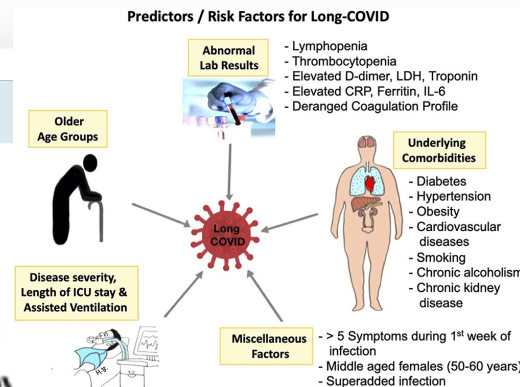 Predictors / Risk Factors for Long-COVID
Abnormal
Lab Results
- Lymphopenia
- Thrombocytopenia
- Elevated D-dimer, LDH, Troponin
- Elevated CRP, Ferritin, IL-6
- Deranged Coagulation Profile
Older
Age Groups
Underlying
Comorbidities
- Diabetes
- Hypertension
- Obesity
- Cardiovascular
diseases
- Smoking
- Chronic alcoholism
- Chronic kidney
disease
Long
COVID
Disease severity,
Length of ICU stay &
Assisted Ventilation
Miscellaneous
Factors
- > 5 Symptoms during 1st week of
infection
- Middle aged females (50-60 years)
- Superadded infection